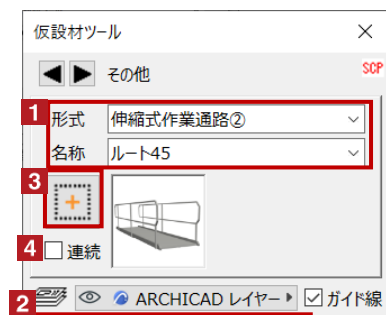 仮設材ツール
その他 SCP
1 形式 伸縮式作業通路②
名称 ルート45
3
4 連続
2 ARCHICAD レイヤー ガイド線